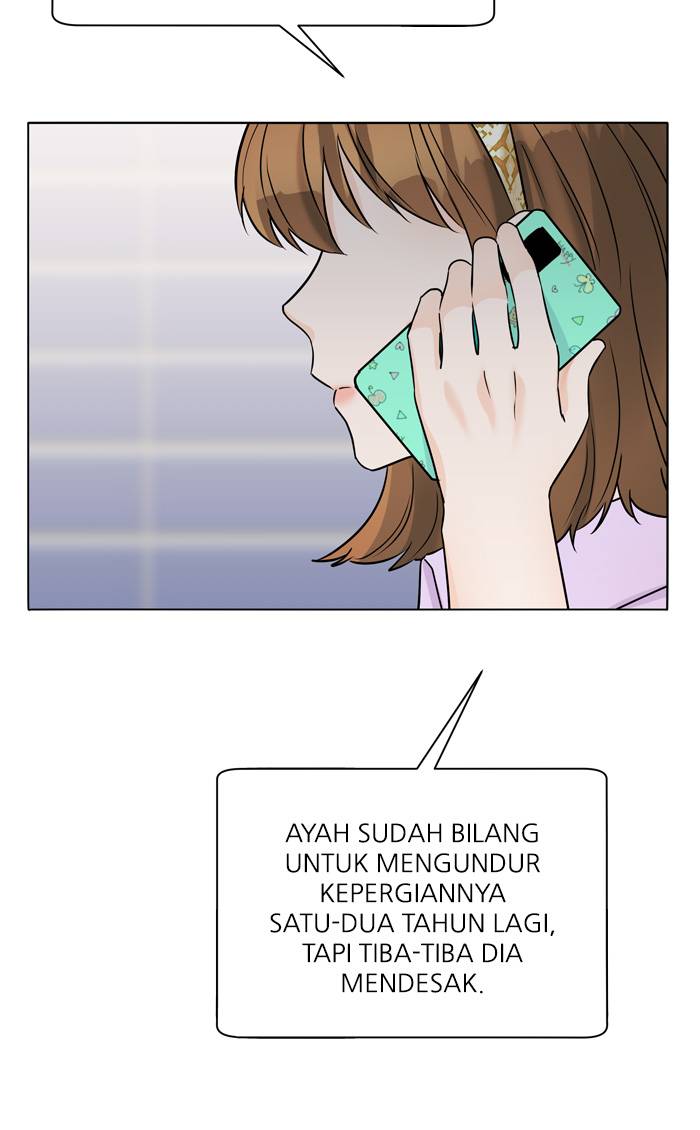 AYAH SUDAH BILANG
UNTUK MENGUNDUR
KEPERGIANNYA
SATU-DUA TAHUN LAGI,
TAPI TIBA-TIBA DIA
MENDESAK.